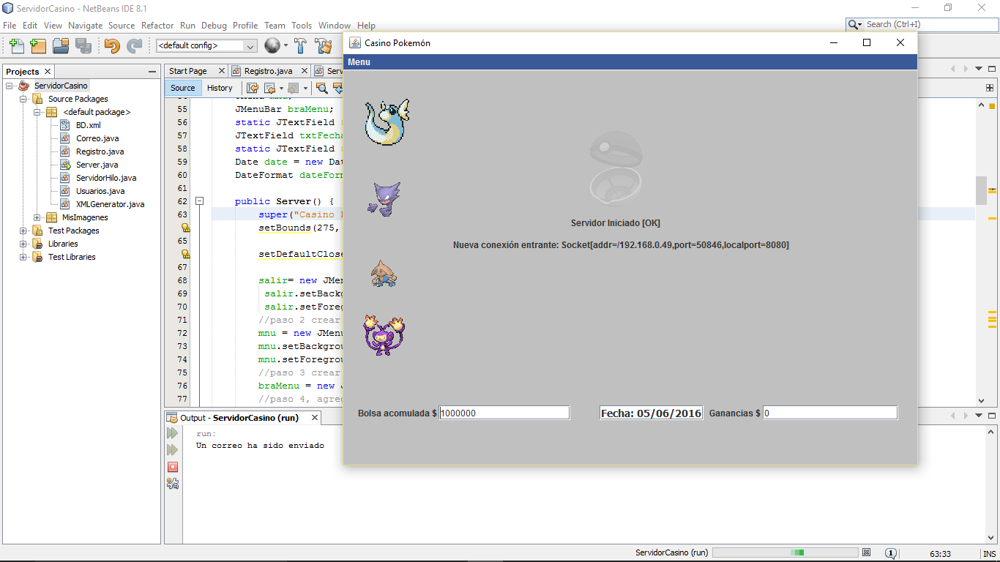 ServidorCasino - NetBeans IDE 8.1
File Edit View Navigate Source Refactor Run Debug Profile Team Tools Window Help
Search (Ctrl+I)
<default config>
Projects
ServidorCasino
Source Packages
<default package>
BD.xml
Correo.java
Registro.java
Server.java
ServidorHilo.java
Usuarios.java
XMLGenerator.java
MisImagenes
Test Packages
Libraries
Test Libraries
Start Page Registro.java Serv
Source History
55 JMenuBar braMenu;
56 static JTextField
57 JTextField txtFecha
58 static JTextField
59 Date date = new Dat
60 DateFormat dateForm
61
62 public Server() {
63 super("Casino
setBounds(275,
65
setDefaultClose
67
68 salir= new JMen
69 salir.setBackg
70 salir.setForeg
71 //paso 2 crear
72 mnu = new JMenu
73 mnu.setBackgrou
74 mnu.setForegrou
75 //paso 3 crear
76 braMenu = new J
77 //paso 4, agreg
Casino Pokemón
Menu
Servidor Iniciado [OK]
Nueva conexión entrante: Socket[addr=/192.168.0.49,port=50846,localport=8080]
Bolsa acomulada $ 1000000 Fecha: 05/06/2016 Ganancias $ 0
Output - ServidorCasino (run)
run:
Un correo ha sido enviado
ServidorCasino (run) 1 63:33 INS